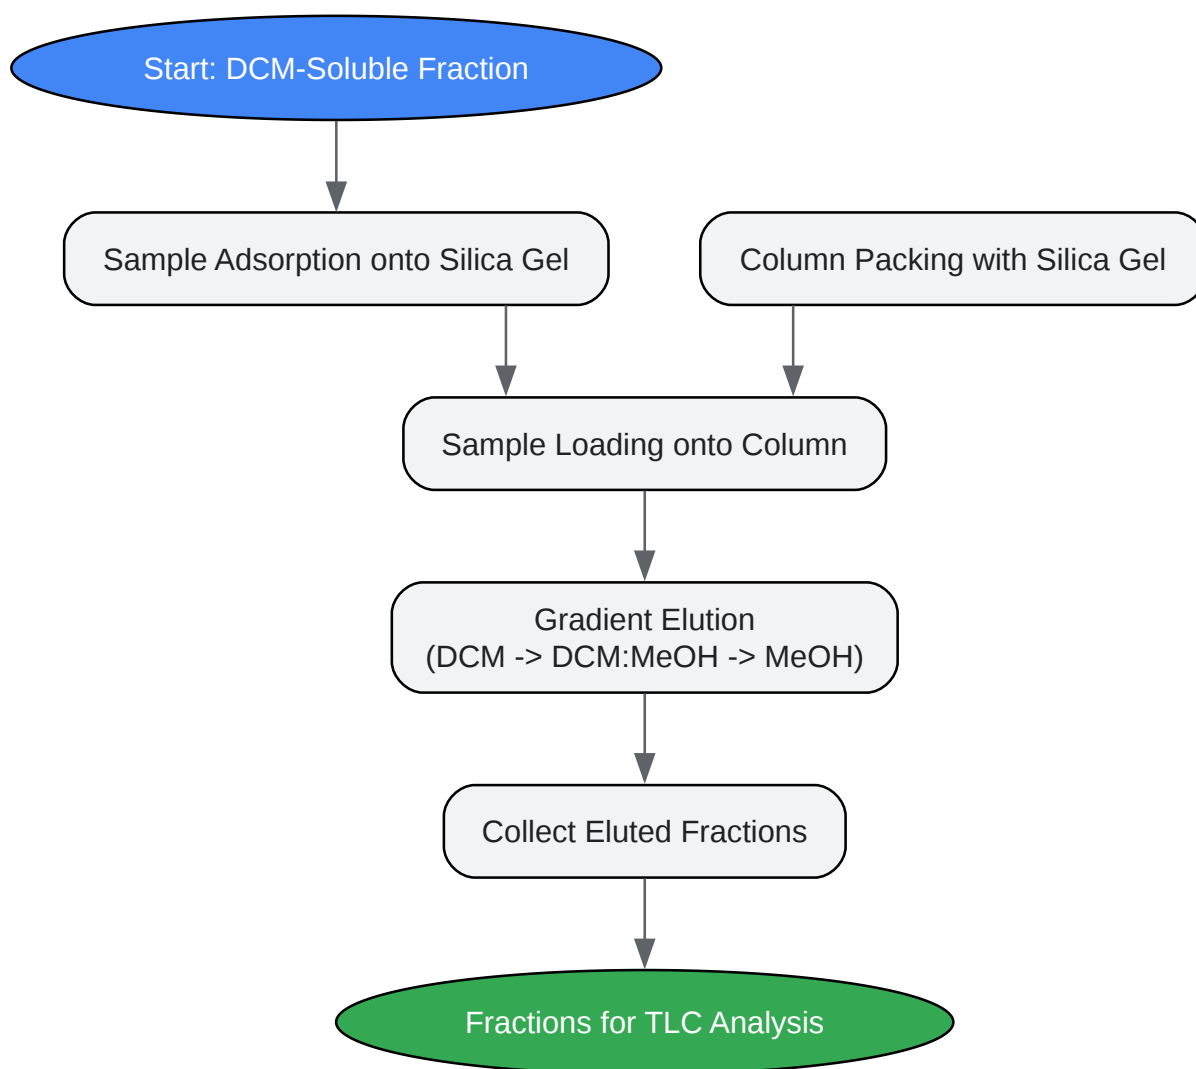 Start: DCM-Soluble Fraction
Sample Adsorption onto Silica Gel
Column Packing with Silica Gel
Sample Loading onto Column
Gradient Elution
(DCM -> DCM:MeOH -> MeOH)
Collect Eluted Fractions
Fractions for TLC Analysis